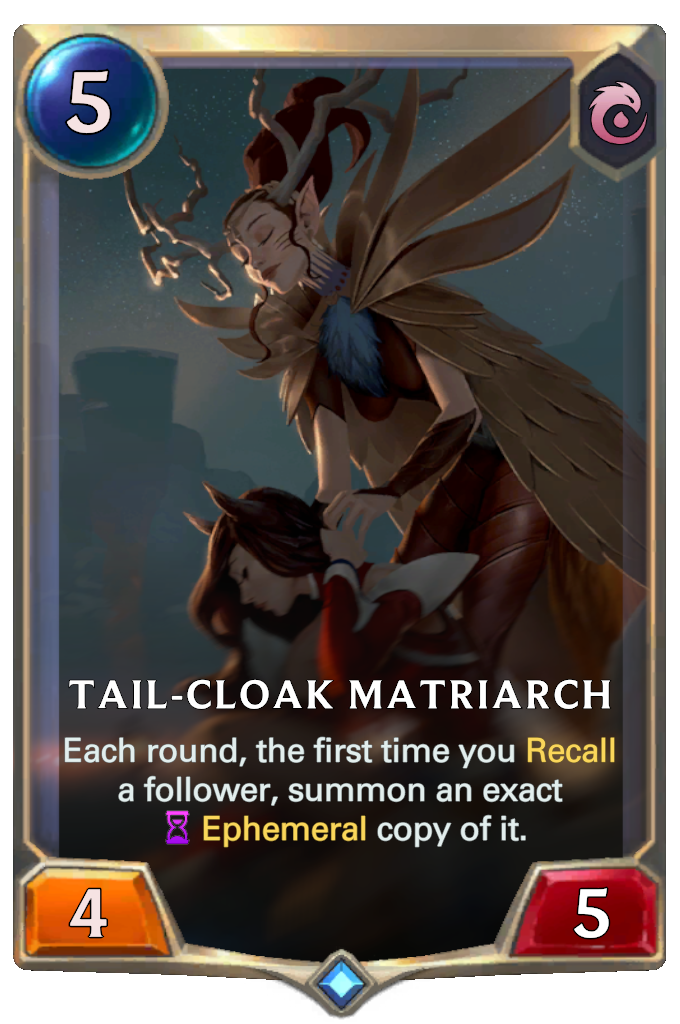 5
TAIL-CLOAK MATRIARCH
Each round, the first time you Recall
a follower, summon an exact
Ephemeral copy of it.
4
5